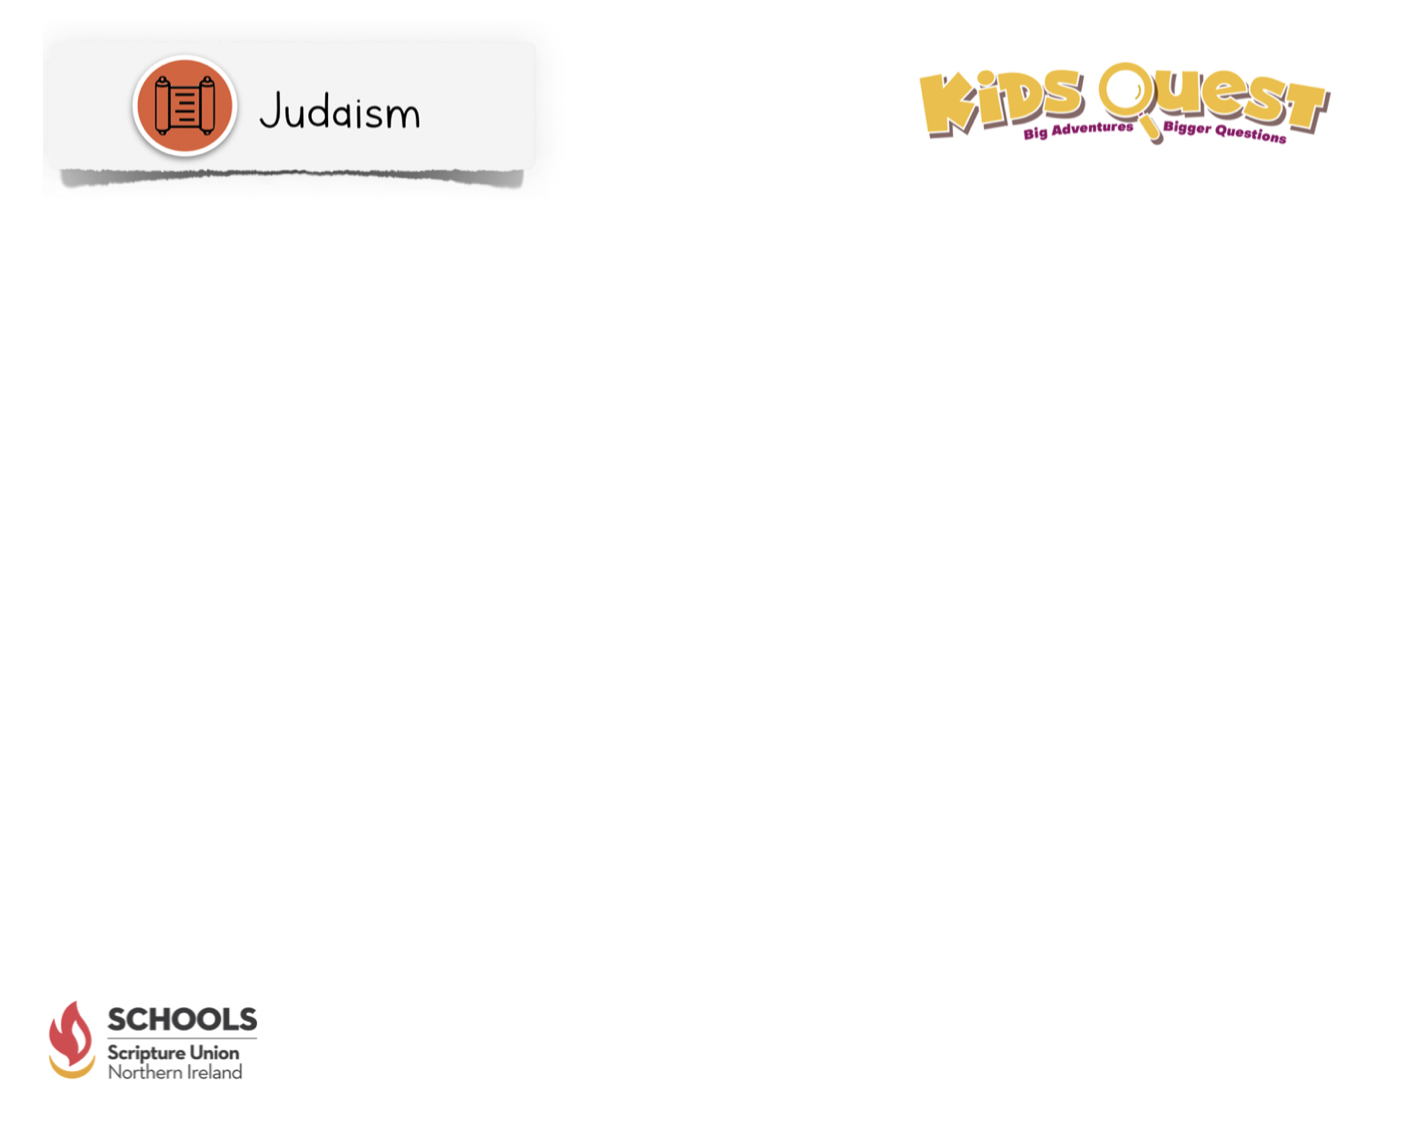 Judaism
KiDS QUEST
Big Adventures Bigger Questions
SCHOOLS
Scripture Union
Northern Ireland